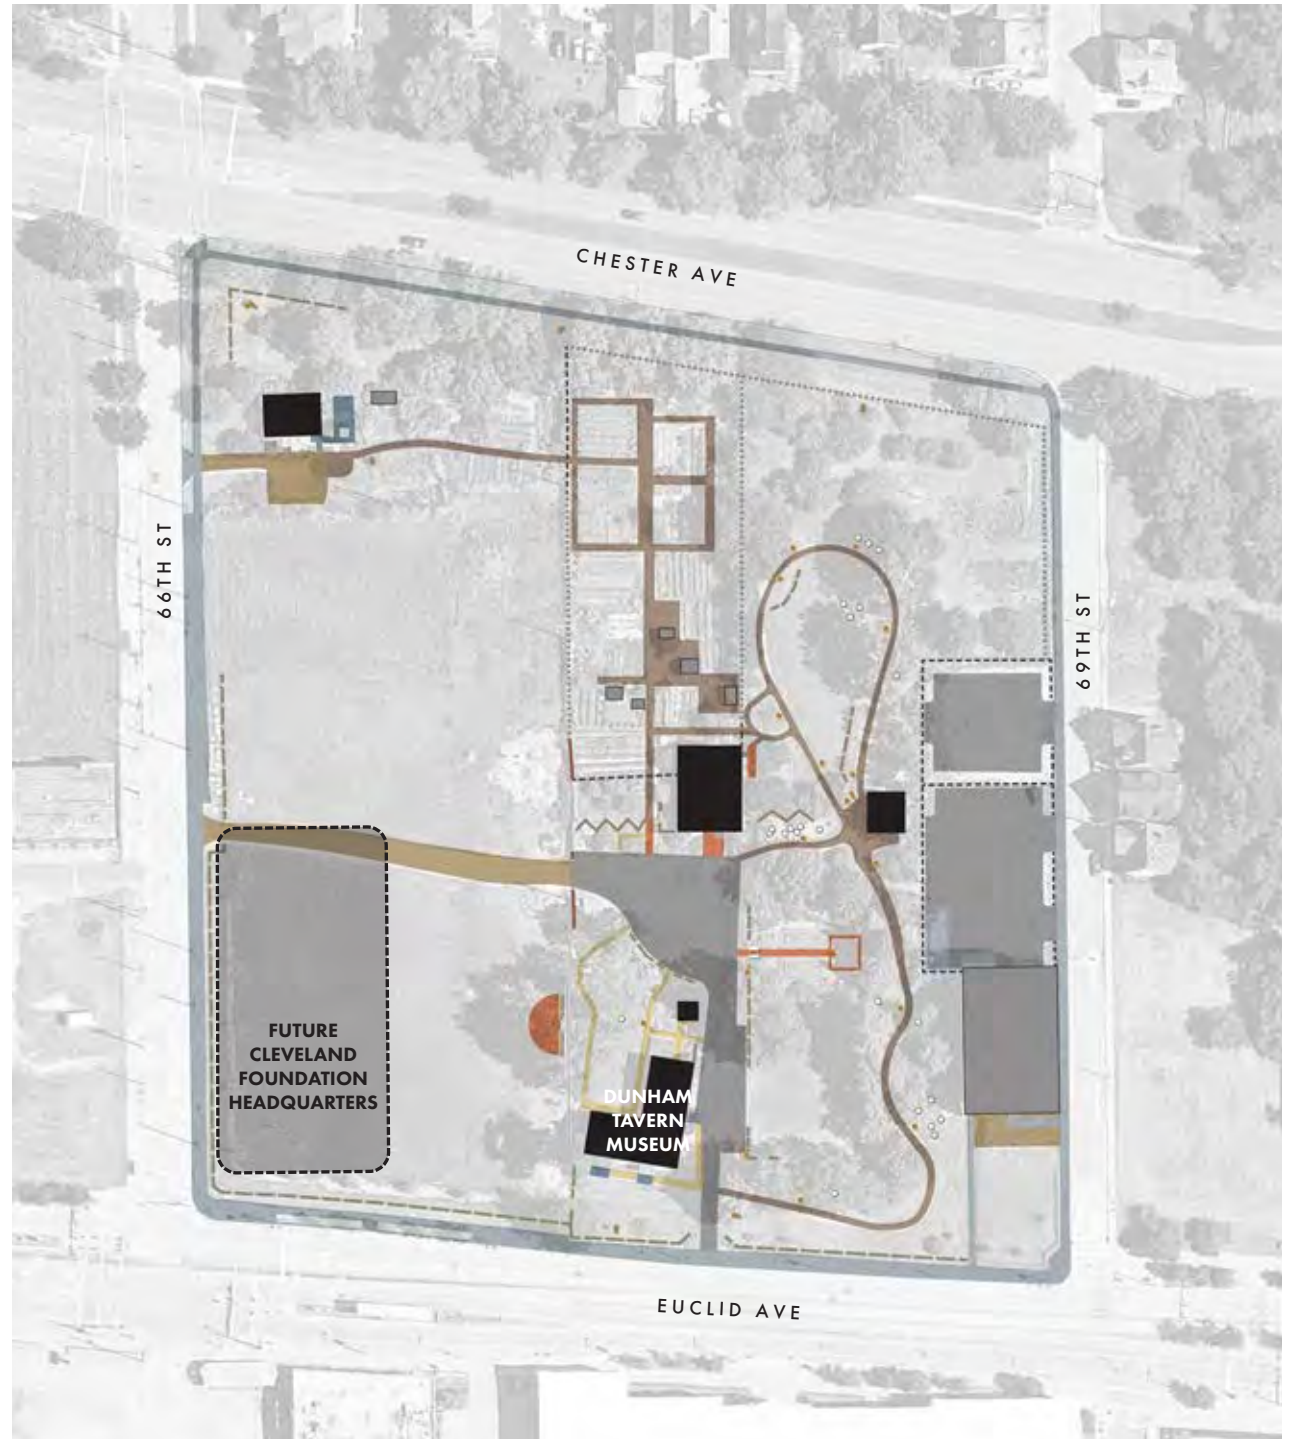 CHESTER AVE
66TH ST
69TH ST
FUTURE
CLEVELAND
FOUNDATION
HEADQUARTERS
DUNHAM
TAVERN
MUSEUM
EUCLID AVE